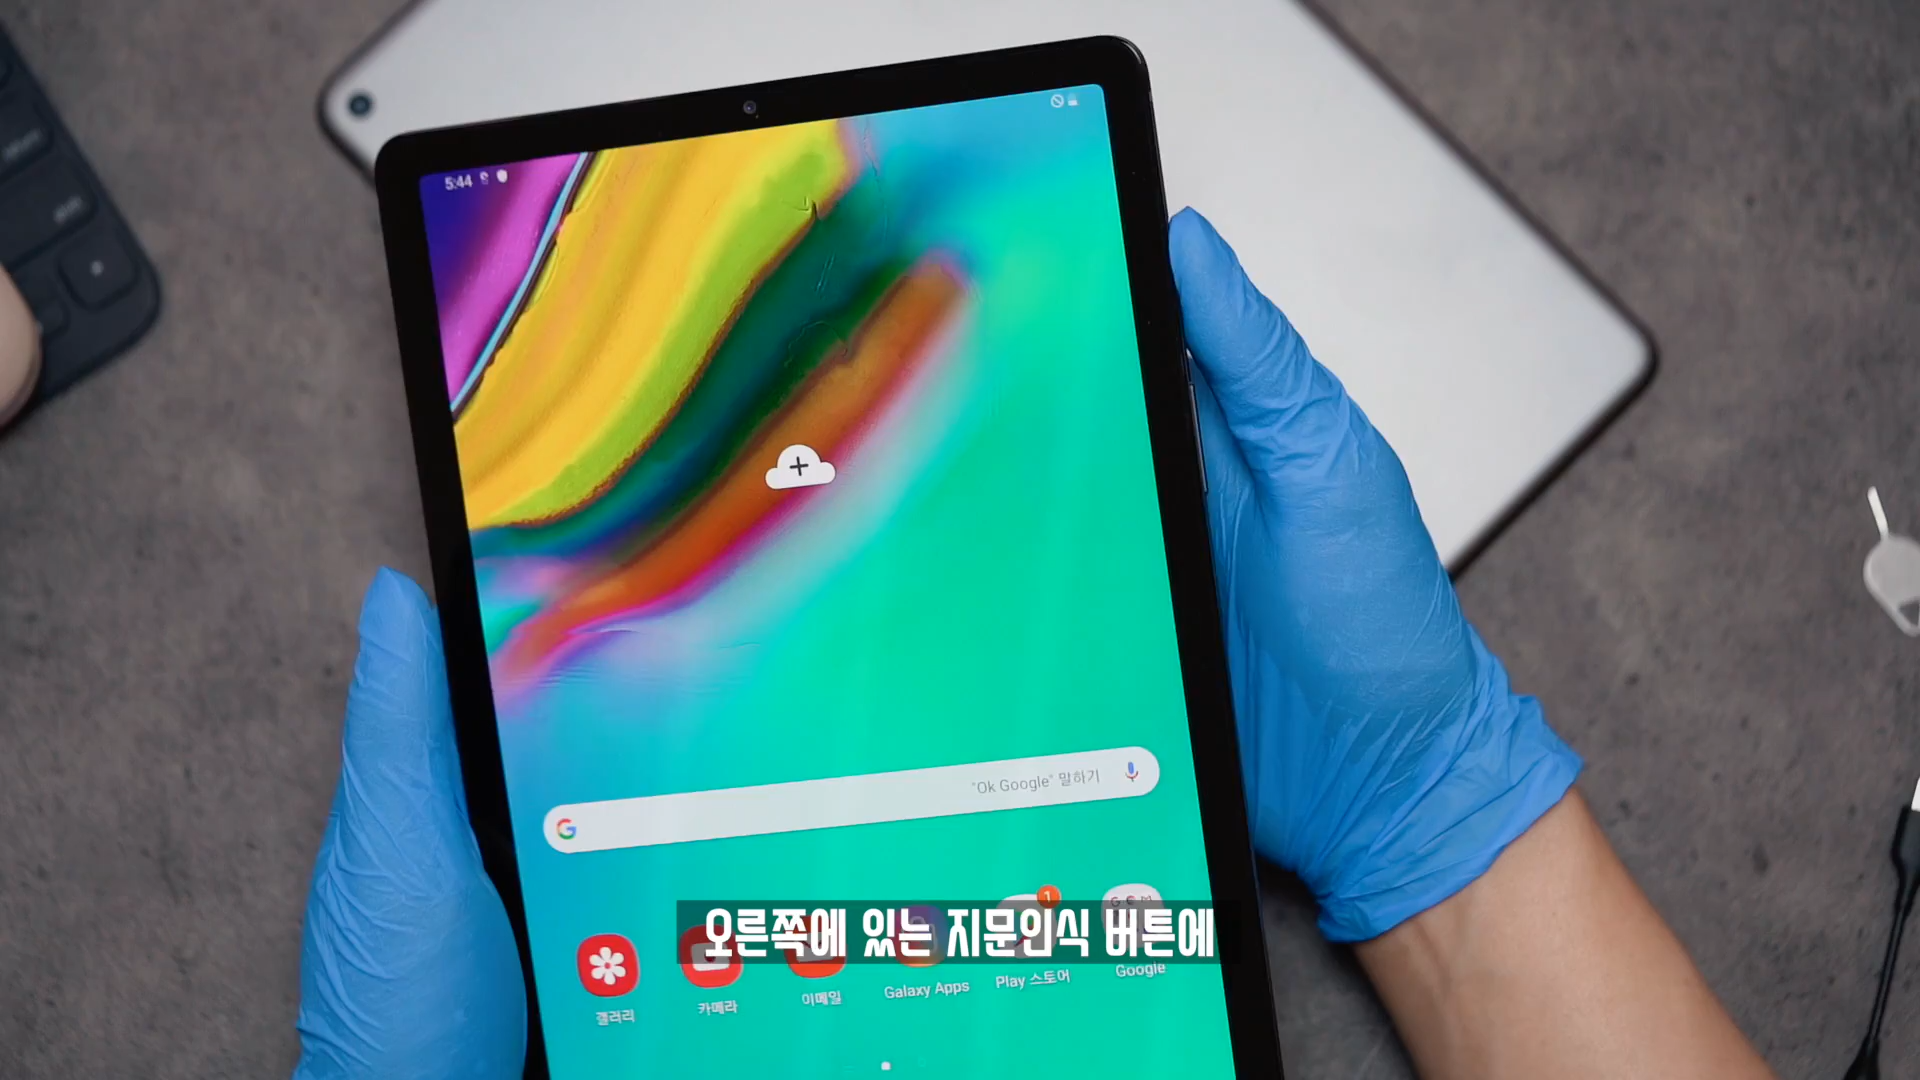 5:44
"Ok Google" 말하기
오른쪽에 있는 지문인식 버튼에
1
갤러리
카메라
이메일
Galaxy Apps
Play 스토어
Google